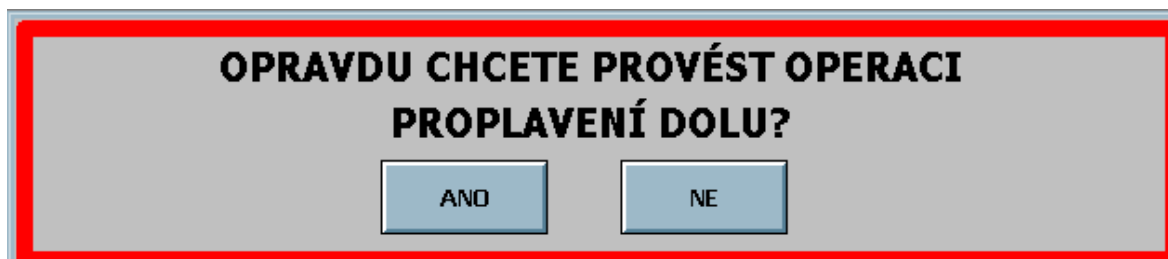 OPRAVDU CHCETE PROVÉST OPERACI
PROPLAVENÍ DOLU?
ANO NE